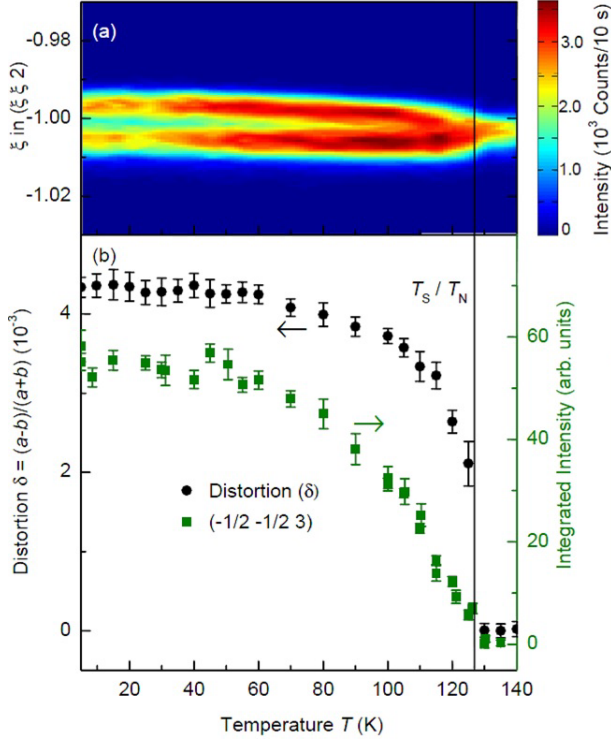 (a)
-0.98
-1.00
-1.02
ξ in (ξ ξ 2)
3.0
2.0
1.0
0
Intensity (10³ Counts/10 s)
(b)
T_S / T_N
4
2
0
Distortion δ = (a-b)/(a+b) (10⁻³)
60
40
20
0
Integrated Intensity (arb. units)
Distortion (δ)
(-1/2 -1/2 3)
20 40 60 80 100 120 140
Temperature T (K)